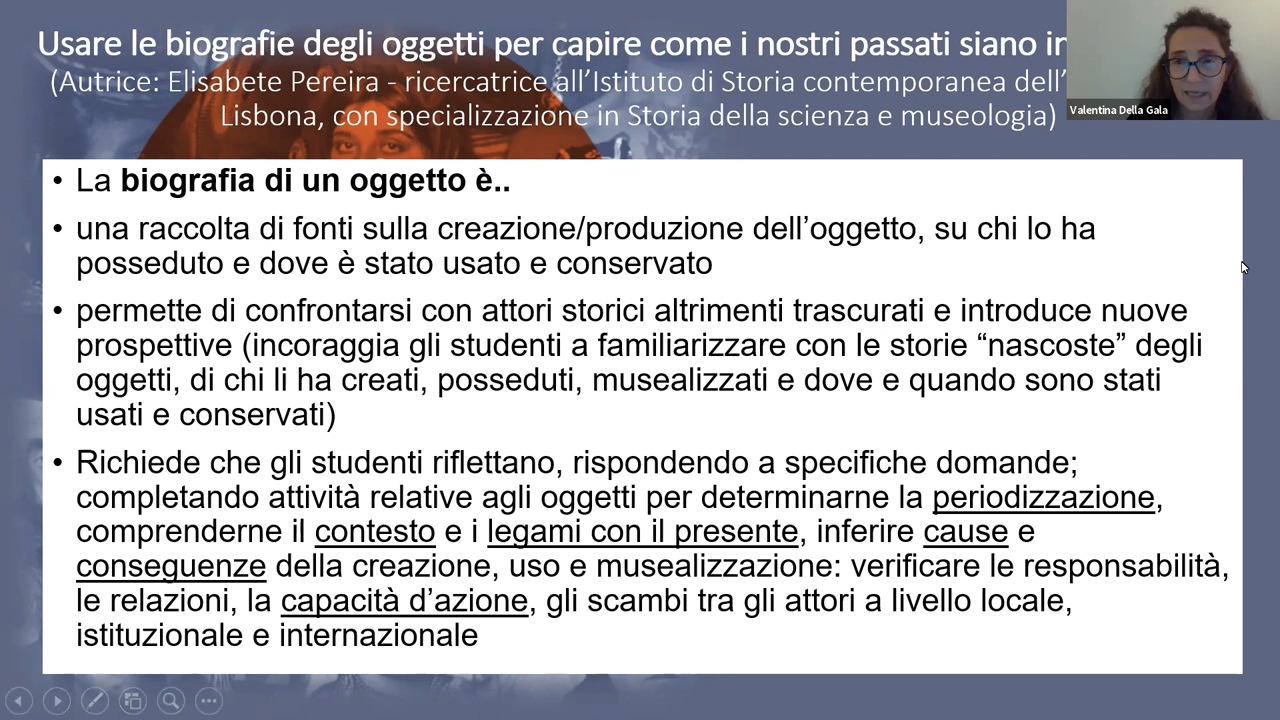 Usare le biografie degli oggetti per capire come i nostri passati siano
(Autrice: Elisabete Pereira - ricercatrice all’Istituto di Storia contemporanea dell’
Lisbona, con specializzazione in Storia della scienza e museologia)
Valentina Della Gala
• La biografia di un oggetto è..
• una raccolta di fonti sulla creazione/produzione dell’oggetto, su chi lo ha
posseduto e dove è stato usato e conservato
• permette di confrontarsi con attori storici altrimenti trascurati e introduce nuove
prospettive (incoraggia gli studenti a familiarizzare con le storie “nascoste” degli
oggetti, di chi li ha creati, posseduti, musealizzati e dove e quando sono stati
usati e conservati)
• Richiede che gli studenti riflettano, rispondendo a specifiche domande;
completando attività relative agli oggetti per determinarne la periodizzazione,
comprenderne il contesto e i legami con il presente, inferire cause e
conseguenze della creazione, uso e musealizzazione: verificare le responsabilità,
le relazioni, la capacità d’azione, gli scambi tra gli attori a livello locale,
istituzionale e internazionale